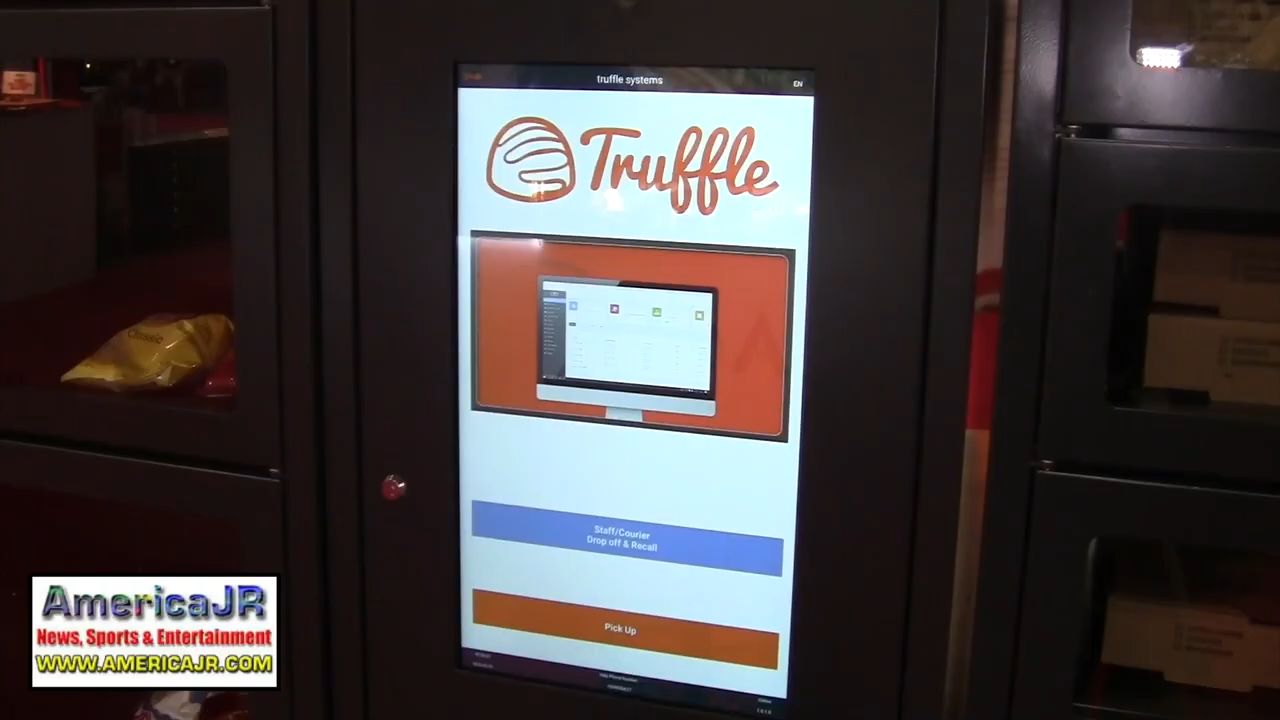 truffle systems
EN
Truffle
Classic
Staff/Courier
Drop off & Recall
Pick Up
AmericaJR
News, Sports & Entertainment
WWW.AMERICAJR.COM